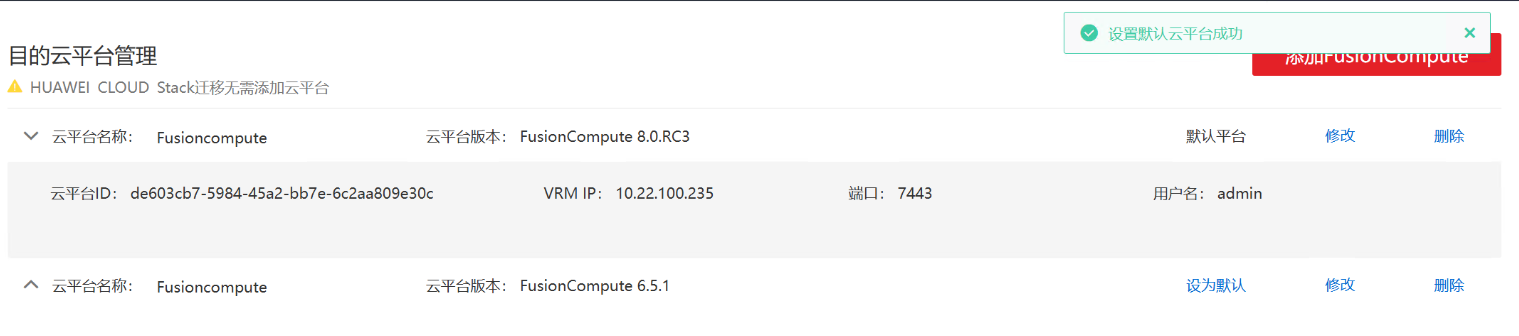 设置默认云平台成功
目的云平台管理
添加FusionCompute
HUAWEI CLOUD Stack迁移无需添加云平台
云平台名称： Fusioncompute 云平台版本： FusionCompute 8.0.RC3 默认平台 修改 删除
云平台ID： de603cb7-5984-45a2-bb7e-6c2aa809e30c VRM IP： 10.22.100.235 端口： 7443 用户名： admin
云平台名称： Fusioncompute 云平台版本： FusionCompute 6.5.1 设为默认 修改 删除